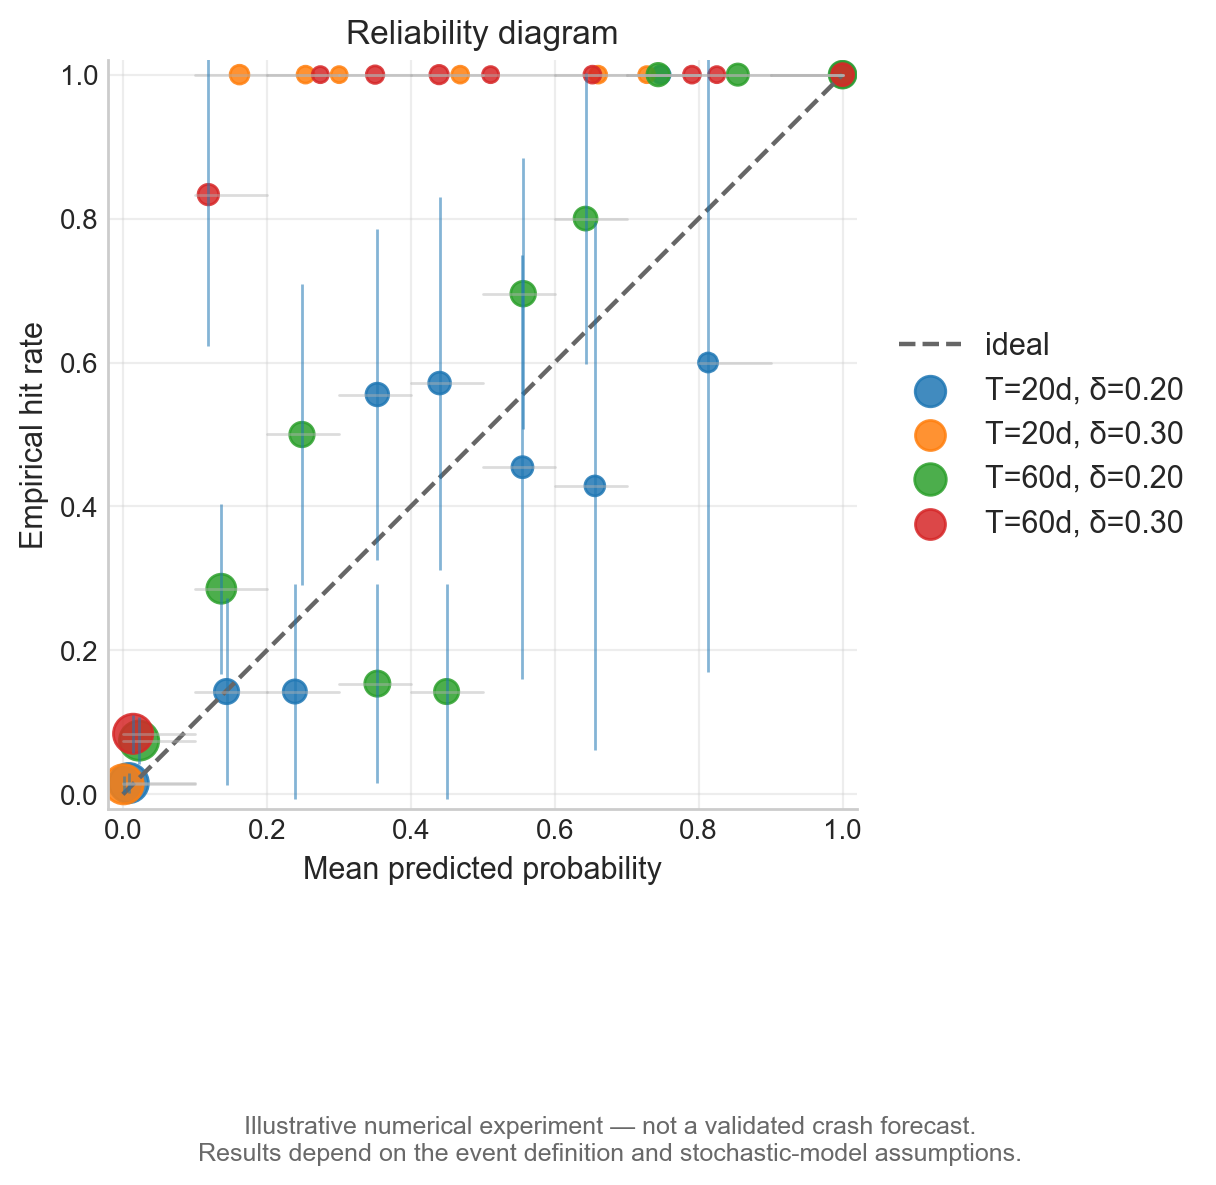 Reliability diagram
1.0
0.8
0.6
0.4
0.2
0.0
Empirical hit rate
0.0 0.2 0.4 0.6 0.8 1.0
Mean predicted probability
ideal
T=20d, δ=0.20
T=20d, δ=0.30
T=60d, δ=0.20
T=60d, δ=0.30
Illustrative numerical experiment — not a validated crash forecast.
Results depend on the event definition and stochastic-model assumptions.